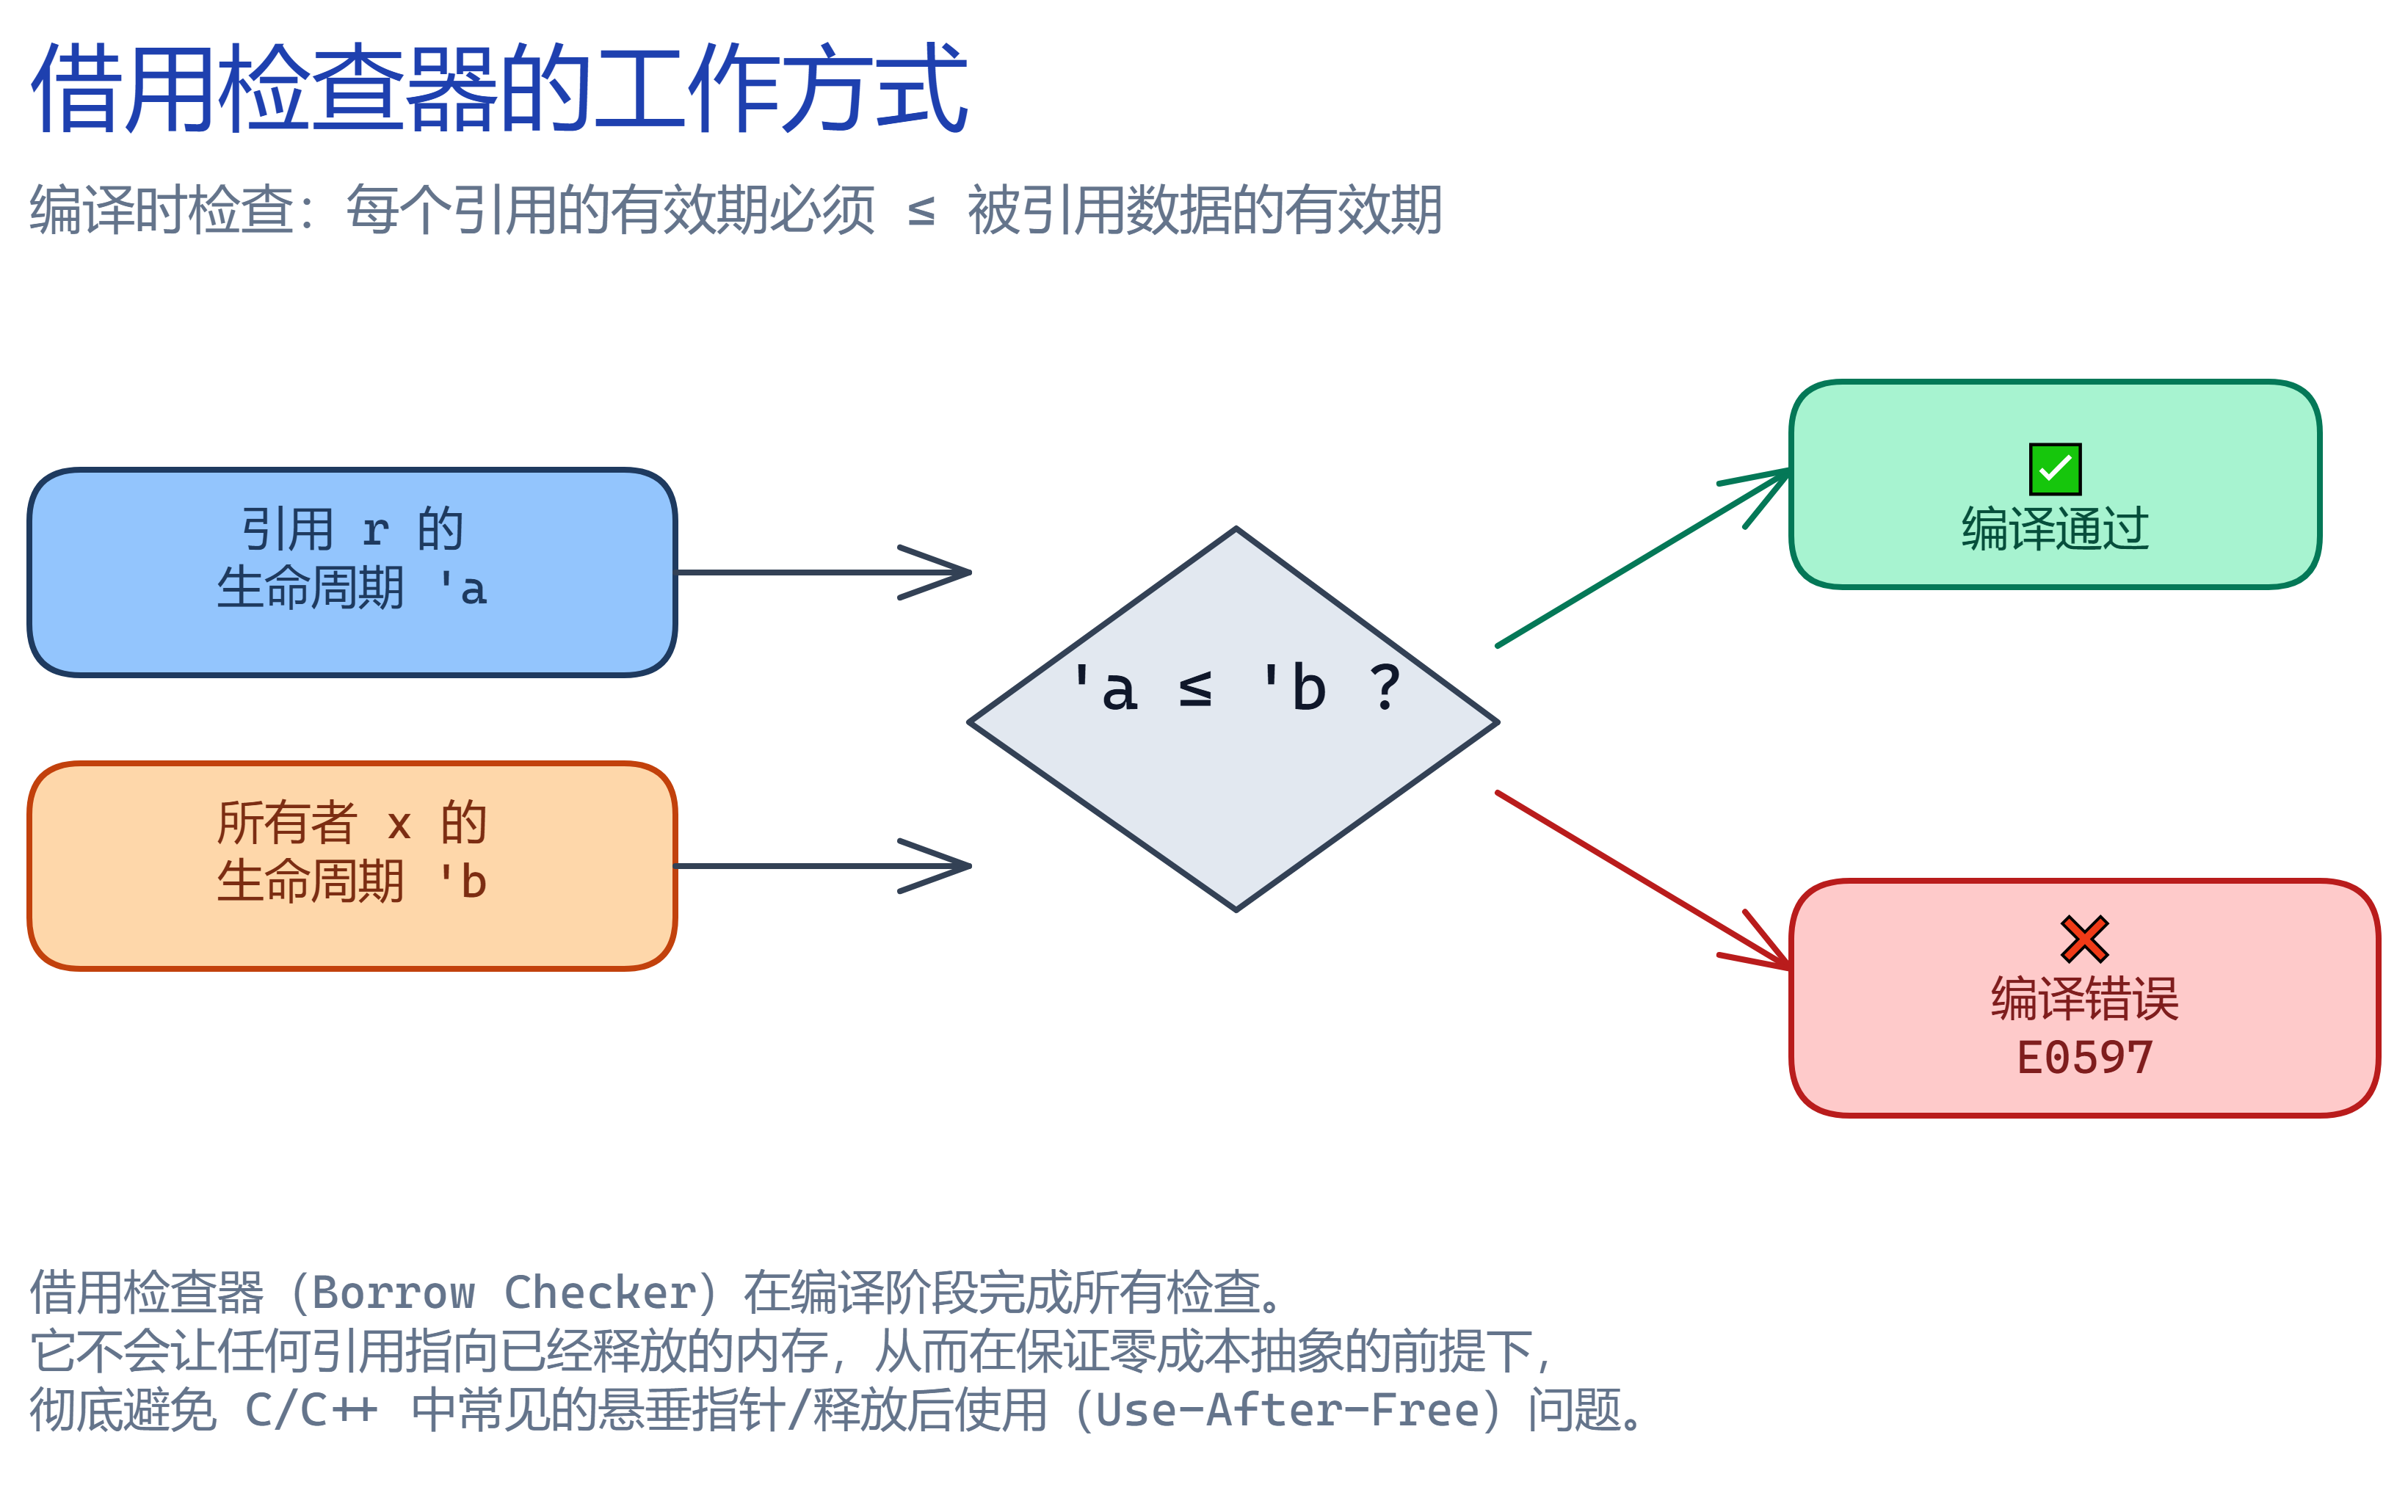 借用检查器的工作方式
编译时检查：每个引用的有效期必须 ≤ 被引用数据的有效期
引用 r 的
生命周期 'a
所有者 x 的
生命周期 'b
'a ≤ 'b ?
✅
编译通过
❌
编译错误
E0597
借用检查器（Borrow Checker）在编译阶段完成所有检查。
它不会让任何引用指向已经释放的内存，从而在保证零成本抽象的前提下，
彻底避免 C/C++ 中常见的悬垂指针/释放后使用（Use-After-Free）问题。